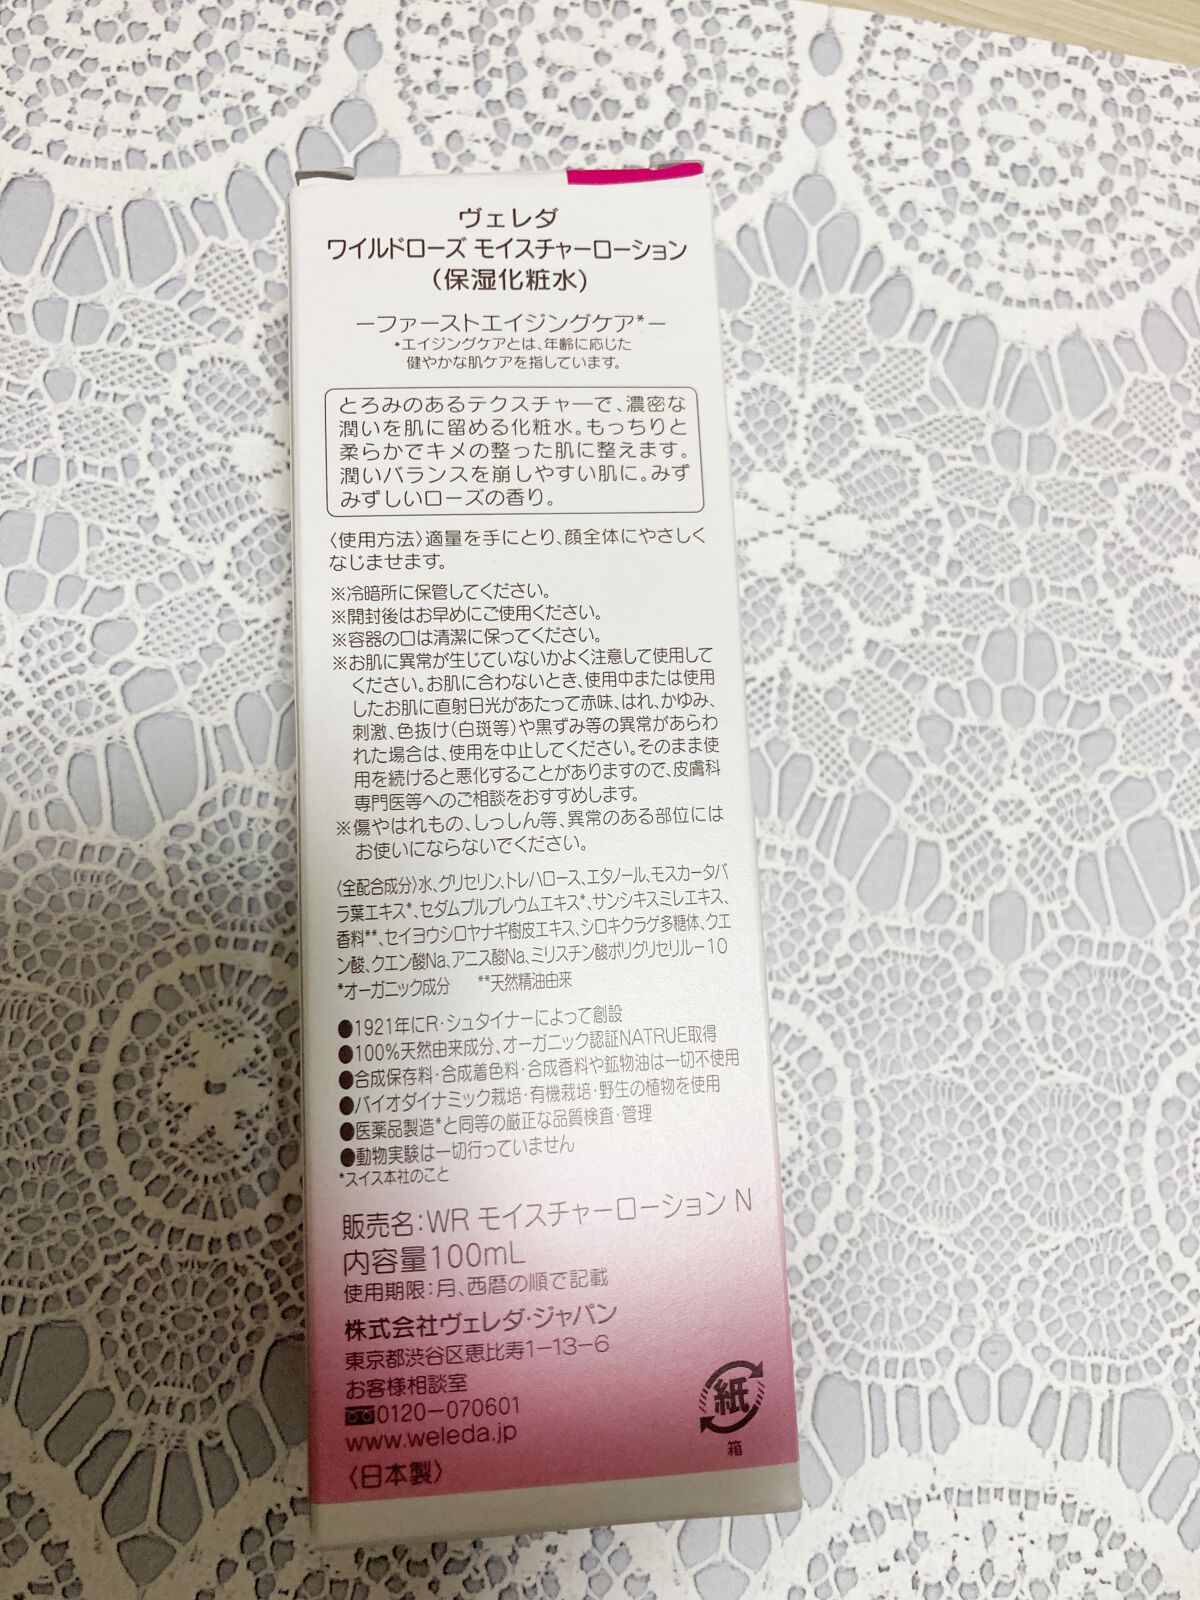 ヴェレダ
ワイルドローズ モイスチャーローション
(保湿化粧水)
－ファーストエイジングケア*－
*エイジングケアとは、年齢に応じた
健やかな肌ケアを指しています。
とろみのあるテクスチャーで、濃密な
潤いを肌に留める化粧水。もっちりと
柔らかでキメの整った肌に整えます。
潤いバランスを崩しやすい肌に。みず
みずしいローズの香り。
〈使用方法〉適量を手にとり、顔全体にやさしく
なじませます。
※冷暗所に保管してください。
※開封後はお早めにご使用ください。
※容器の口は清潔に保ってください。
※お肌に異常が生じていないかよく注意して使用して
ください。お肌に合わないとき、使用中または使用
したお肌に直射日光があたって赤味、はれ、かゆみ、
刺激、色抜け(白斑等)や黒ずみ等の異常があらわ
れた場合は、使用を中止してください。そのまま使
用を続けると悪化することがありますので、皮膚科
専門医等へのご相談をおすすめします。
※傷やはれもの、しっしん等、異常のある部位には
お使いにならないでください。
〈全配合成分〉水、グリセリン、トレハロース、エタノール、モスカータバ
ラ葉エキス*、セダムプルプレウムエキス*、サンシキスミレエキス、
香料**、セイヨウシロヤナギ樹皮エキス、シロキクラゲ多糖体、クエ
ン酸、クエン酸Na、アニス酸Na、ミリスチン酸ポリグリセリル－10
*オーガニック成分 **天然精油由来
●1921年にR・シュタイナーによって創設
●100%天然由来成分、オーガニック認証NATRUE取得
●合成保存料・合成着色料・合成香料や鉱物油は一切不使用
●バイオダイナミック栽培・有機栽培・野生の植物を使用
●医薬品製造*と同等の厳正な品質検査・管理
●動物実験は一切行っていません
*スイス本社のこと
販売名：WR モイスチャーローション N
内容量100mL
使用期限：月、西暦の順で記載
株式会社ヴェレダ・ジャパン
東京都渋谷区恵比寿1－13－6
お客様相談室
0120－070601
www.weleda.jp
〈日本製〉
紙
箱